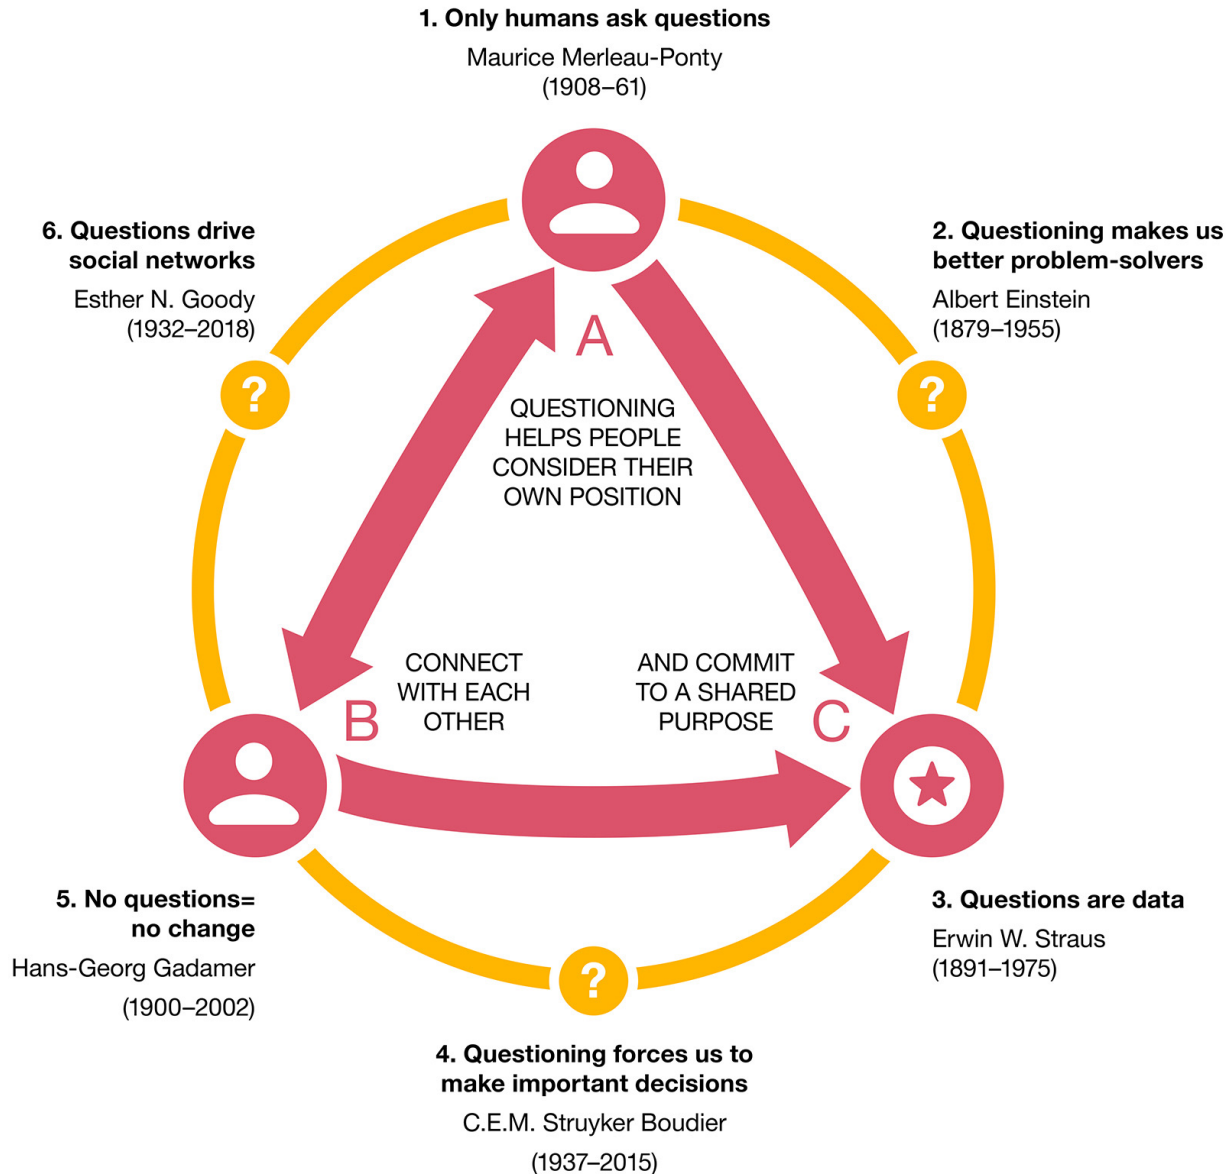 1. Only humans ask questions
Maurice Merleau-Ponty
(1908–61)
2. Questioning makes us
better problem-solvers
Albert Einstein
(1879–1955)
3. Questions are data
Erwin W. Straus
(1891–1975)
4. Questioning forces us to
make important decisions
C.E.M. Struyker Boudier
(1937–2015)
5. No questions=
no change
Hans-Georg Gadamer
(1900–2002)
6. Questions drive
social networks
Esther N. Goody
(1932–2018)
?
?
?
A
QUESTIONING
HELPS PEOPLE
CONSIDER THEIR
OWN POSITION
B
CONNECT
WITH EACH
OTHER
AND COMMIT
TO A SHARED
PURPOSE
C